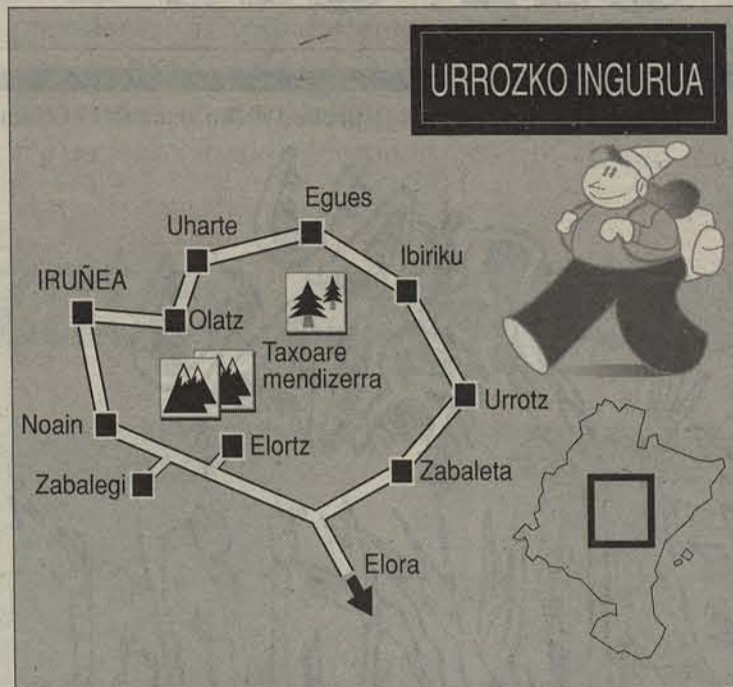 URROZKO INGURUA
Egues
Uharte
Ibiriku
IRUÑEA
Olatz
Taxoare
mendizerra
Urrotz
Noain
Elortz
Zabaleta
Zabalegi
Elora